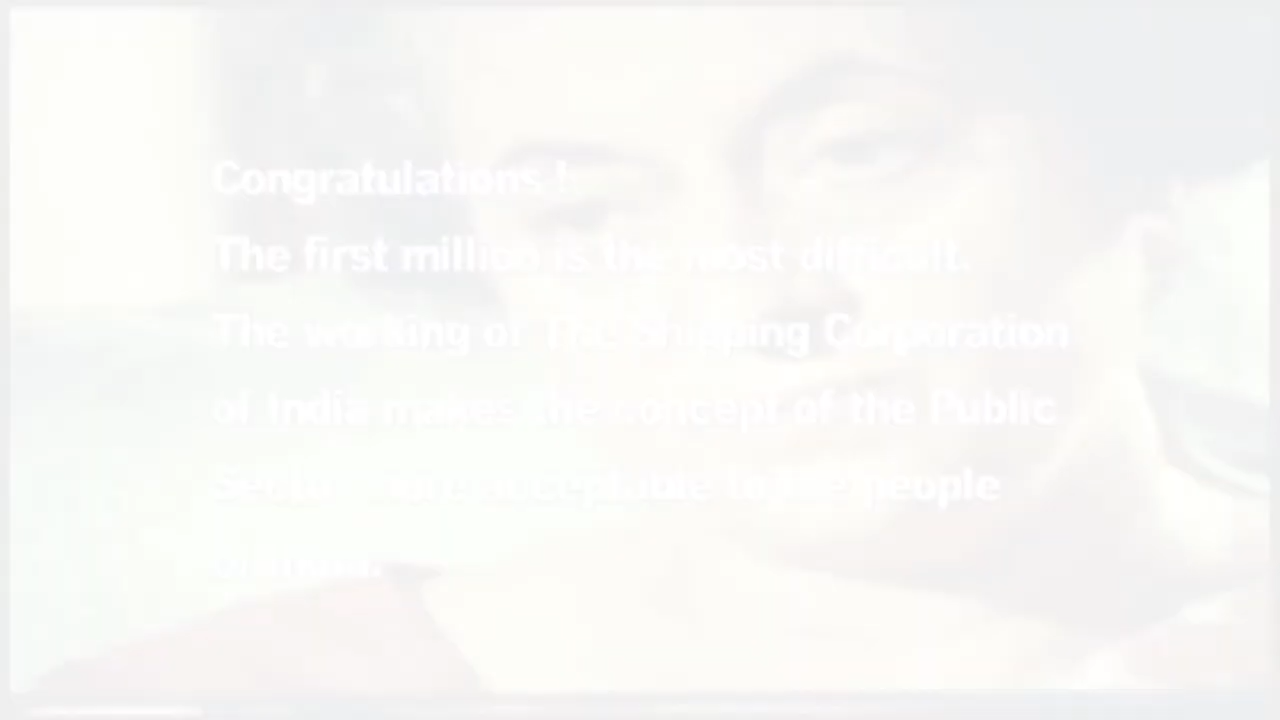 Congratulations !
The first million is the most difficult.
The working of The Shipping Corporation
of India makes the concept of the Public
Sector more acceptable to the people